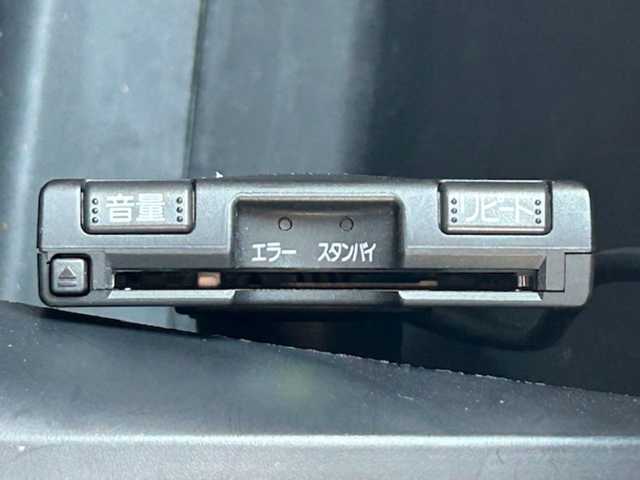 音量
リピート
エラー スタンバイ